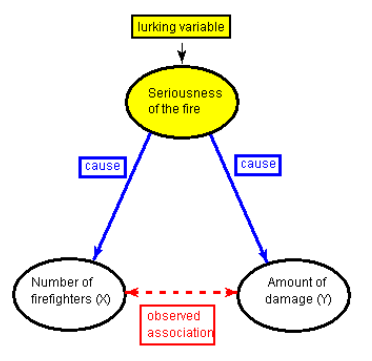 lurking variable
Seriousness
of the fire
cause
cause
Number of
firefighters (X)
Amount of
damage (Y)
observed
association